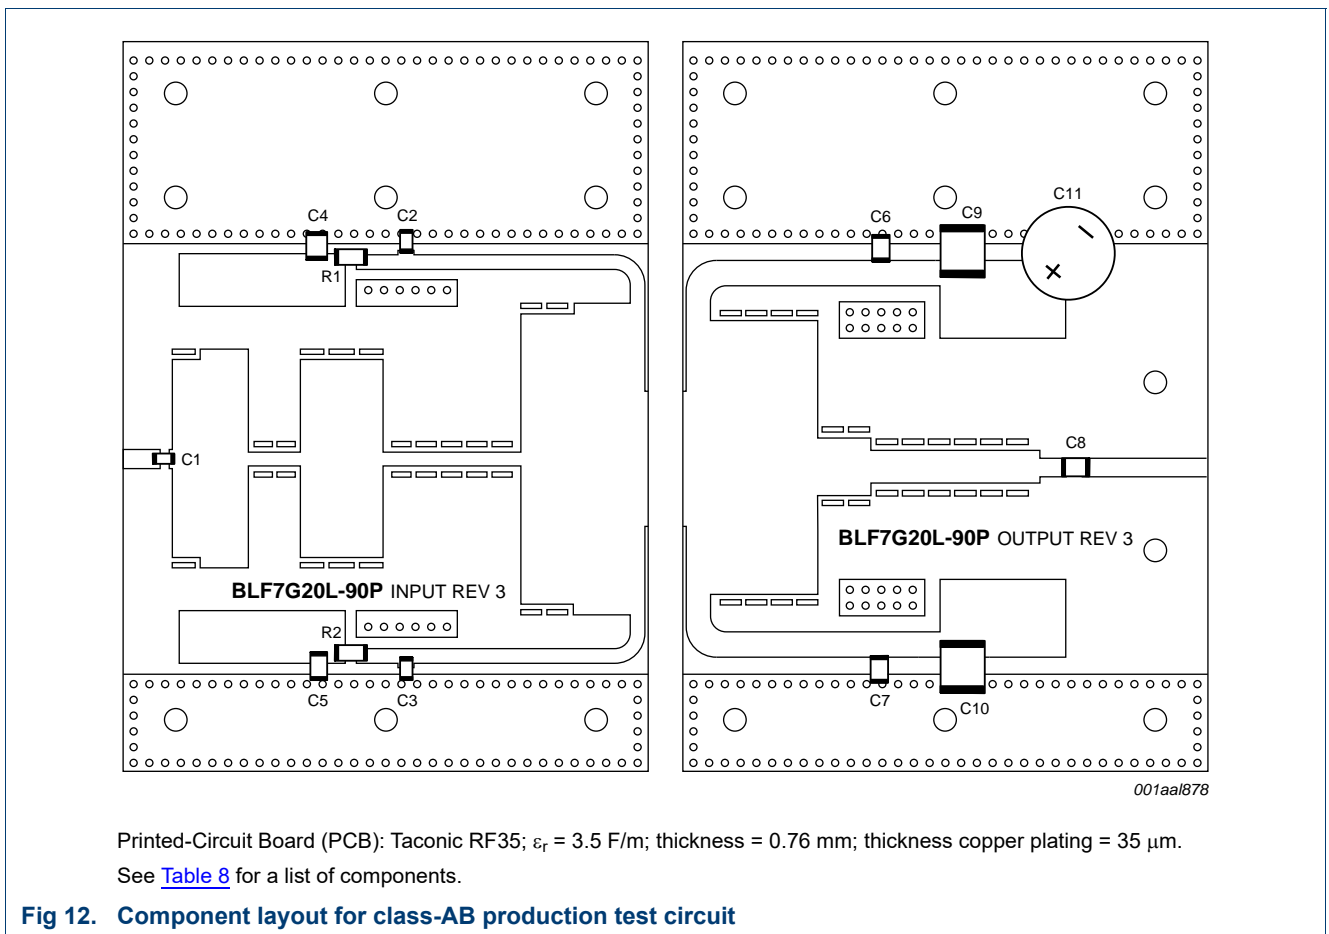 C4
C2
R1
C1
BLF7G20L-90P INPUT REV 3
R2
C5
C3
C6
C9
C11
+
−
C8
BLF7G20L-90P OUTPUT REV 3
C7
C10
001aal878
Printed-Circuit Board (PCB): Taconic RF35; εr = 3.5 F/m; thickness = 0.76 mm; thickness copper plating = 35 μm.
See Table 8 for a list of components.
Fig 12. Component layout for class-AB production test circuit